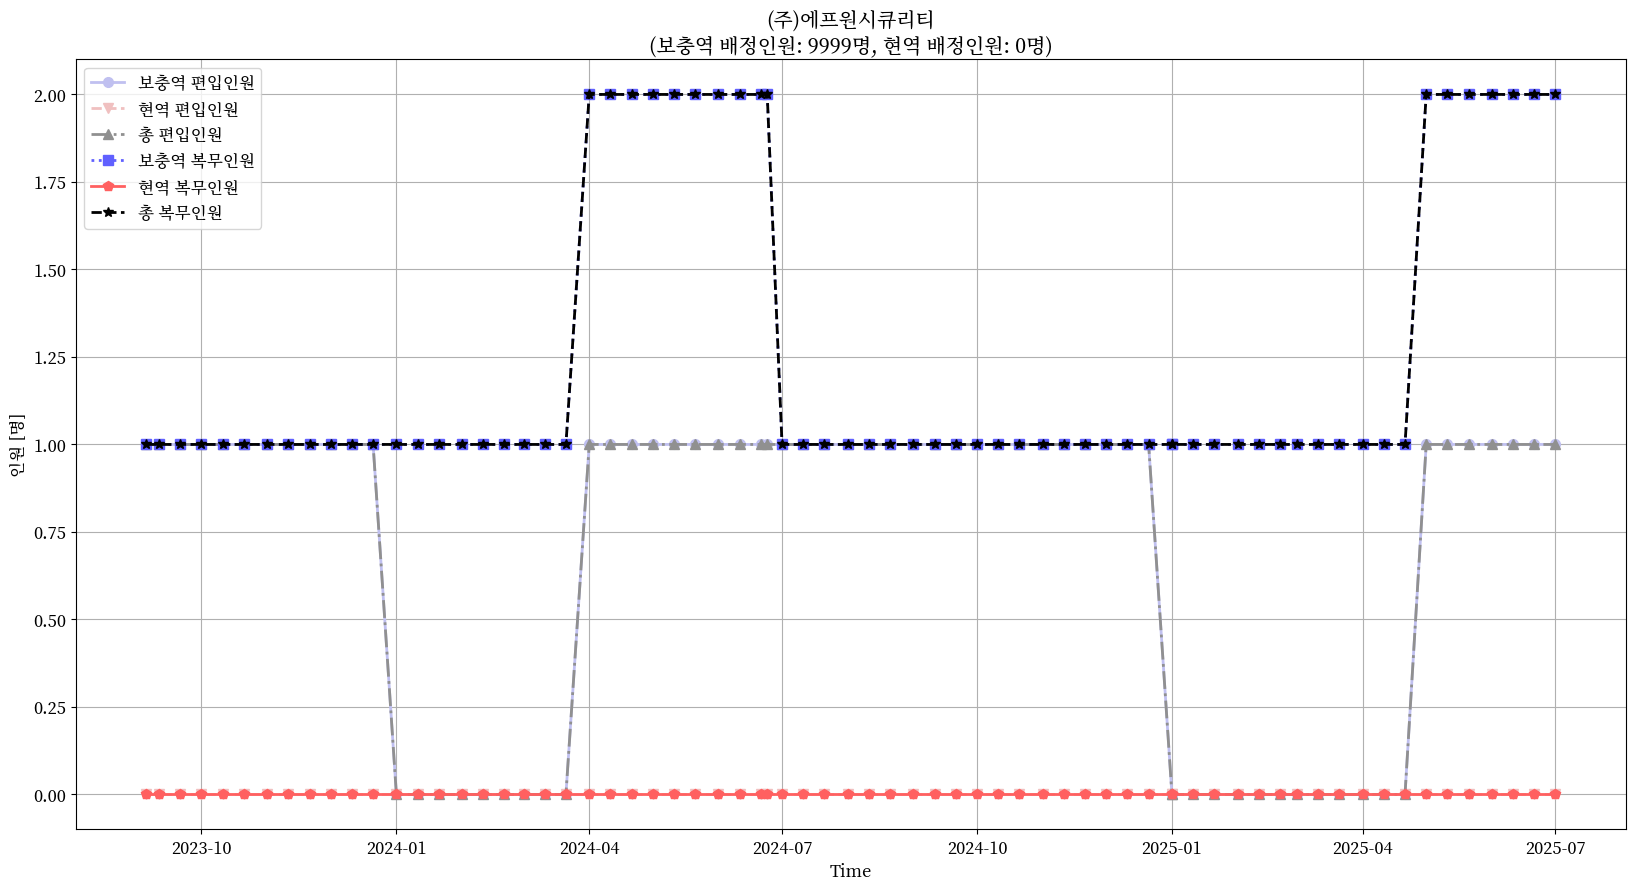 (주)에프원시큐리티
(보충역 배정인원: 9999명, 현역 배정인원: 0명)
보충역 편입인원
현역 편입인원
총 편입인원
보충역 복무인원
현역 복무인원
총 복무인원
인원 [명]
2.00
1.75
1.50
1.25
1.00
0.75
0.50
0.25
0.00
2023-10
2024-01
2024-04
2024-07
2024-10
2025-01
2025-04
2025-07
Time